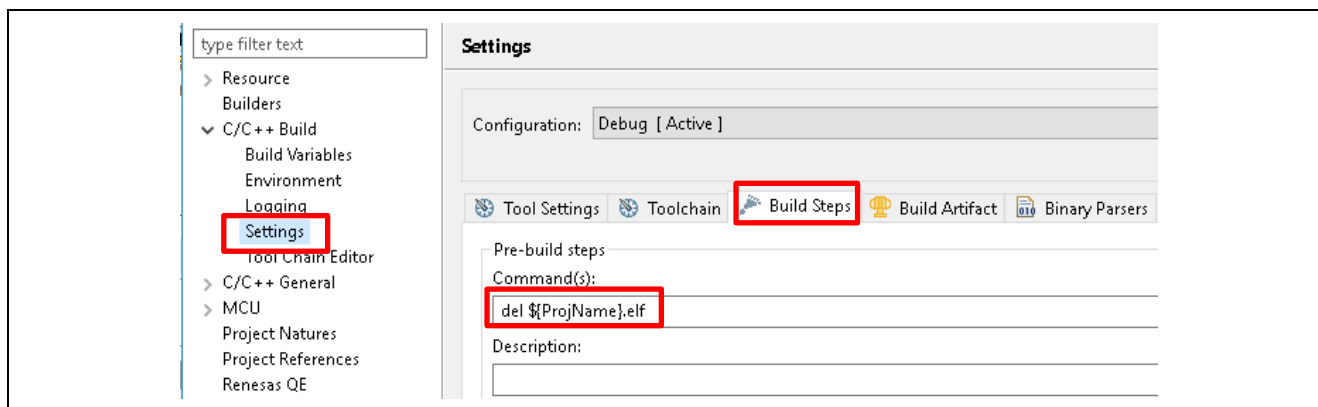 type filter text
Settings
Resource
Builders
C/C++ Build
Build Variables
Environment
Logging
Settings
Tool Chain Editor
C/C++ General
MCU
Project Natures
Project References
Renesas QE
Configuration: Debug [ Active ]
Tool Settings Toolchain Build Steps Build Artifact Binary Parsers
Pre-build steps
Command(s):
del ${ProjName}.elf
Description: